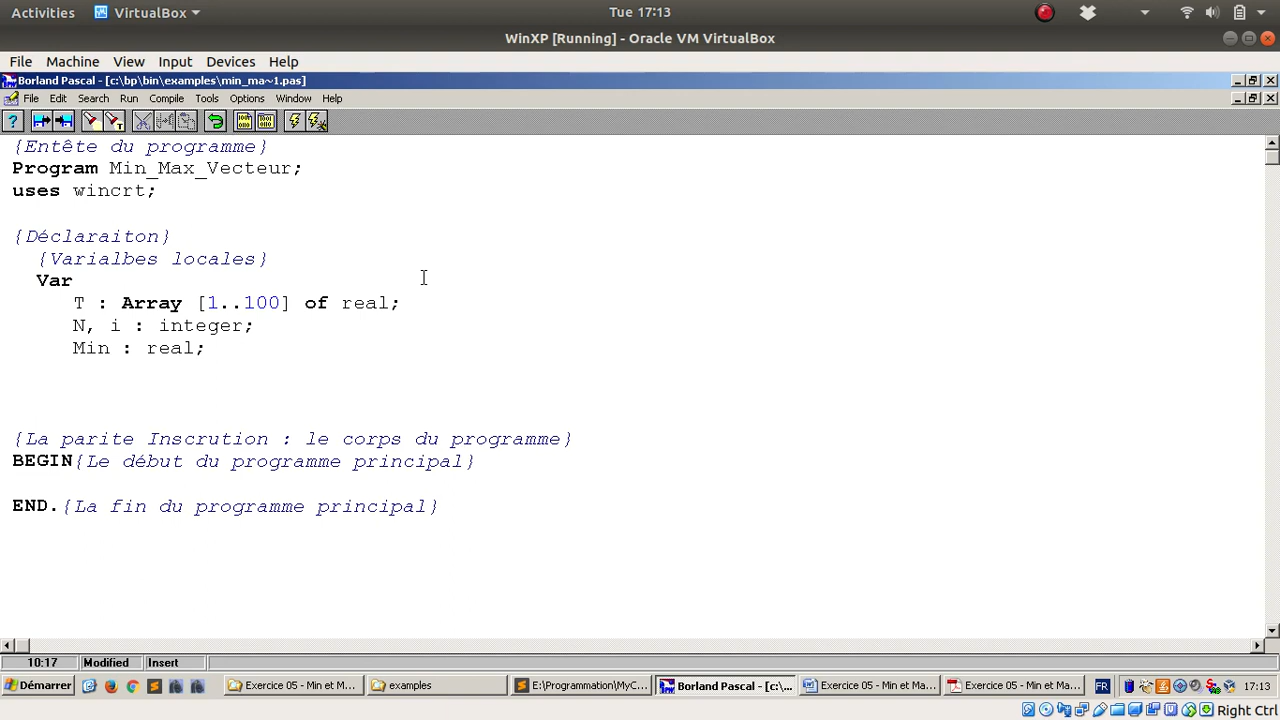 Activities VirtualBox Tue 17:13
WinXP [Running] - Oracle VM VirtualBox
File Machine View Input Devices Help
Borland Pascal - [c:\bp\bin\examples\min_ma~1.pas]
File Edit Search Run Compile Tools Options Window Help
{Entête du programme}
Program Min_Max_Vecteur;
uses wincrt;
{Déclaraiton}
{Varialbes locales}
Var
T : Array [1..100] of real;
N, i : integer;
Min : real;
{La parite Inscrution : le corps du programme}
BEGIN{Le début du programme principal}
END.{La fin du programme principal}
10:17 Modified Insert
Démarrer Exercice 05 - Min et M... examples E:\Programmation\MyC... Borland Pascal - [c:\... Exercice 05 - Min et Ma... Exercice 05 - Min et Ma... FR 17:13
Right Ctrl